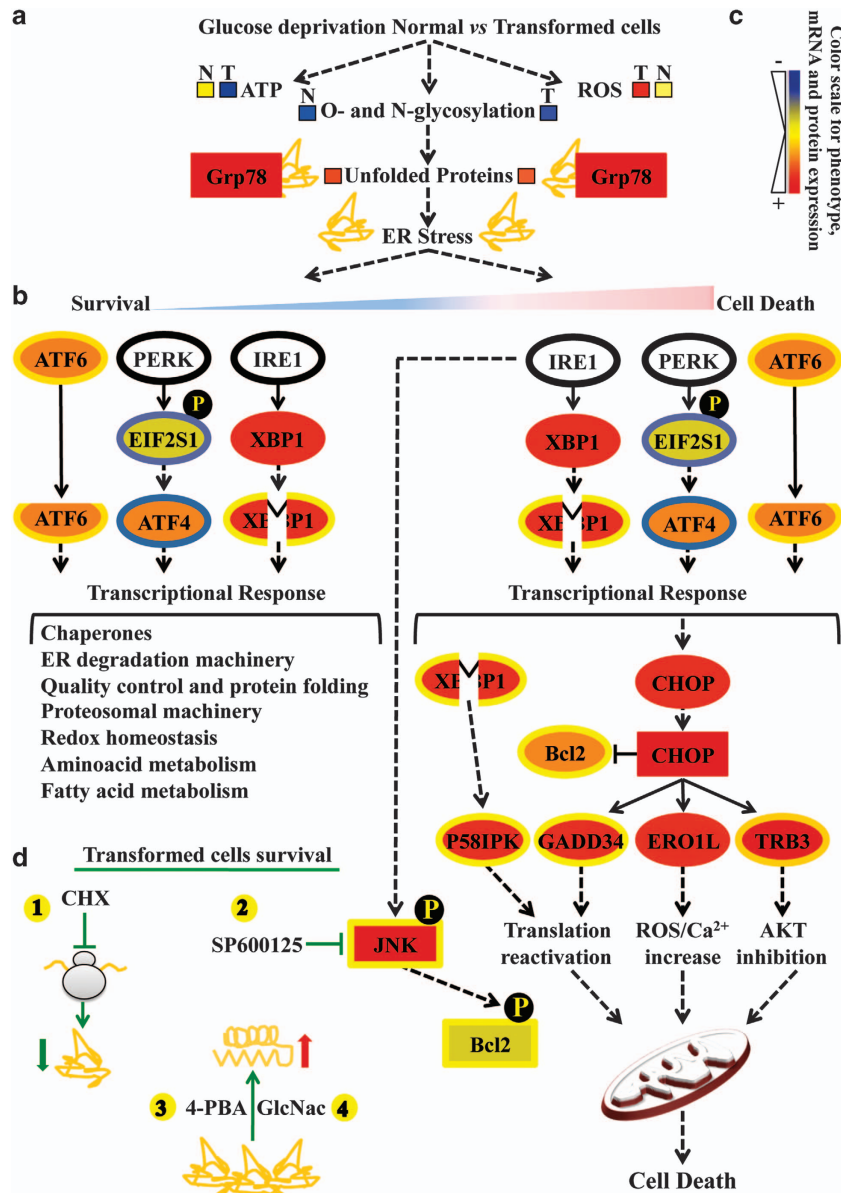 a
Glucose deprivation Normal vs Transformed cells
N T
ATP
N
O- and N-glycosylation
T
ROS
T N
Grp78
Unfolded Proteins
Grp78
ER Stress
c
Color scale for phenotype,
mRNA and protein expression
-
+
b
Survival
Cell Death
ATF6
PERK
IRE1
P
EIF2S1
XBP1
ATF6
ATF4
XBP1
Transcriptional Response
Chaperones
ER degradation machinery
Quality control and protein folding
Proteosomal machinery
Redox homeostasis
Aminoacid metabolism
Fatty acid metabolism
IRE1
PERK
ATF6
P
XBP1
EIF2S1
XBP1
ATF4
ATF6
Transcriptional Response
XBP1
CHOP
Bcl2
CHOP
P58IPK
GADD34
ERO1L
TRB3
Translation
reactivation
ROS/Ca²⁺
increase
AKT
inhibition
Cell Death
d
Transformed cells survival
1
CHX
2
SP600125
JNK
P
P
Bcl2
3
4-PBA
GlcNac
4